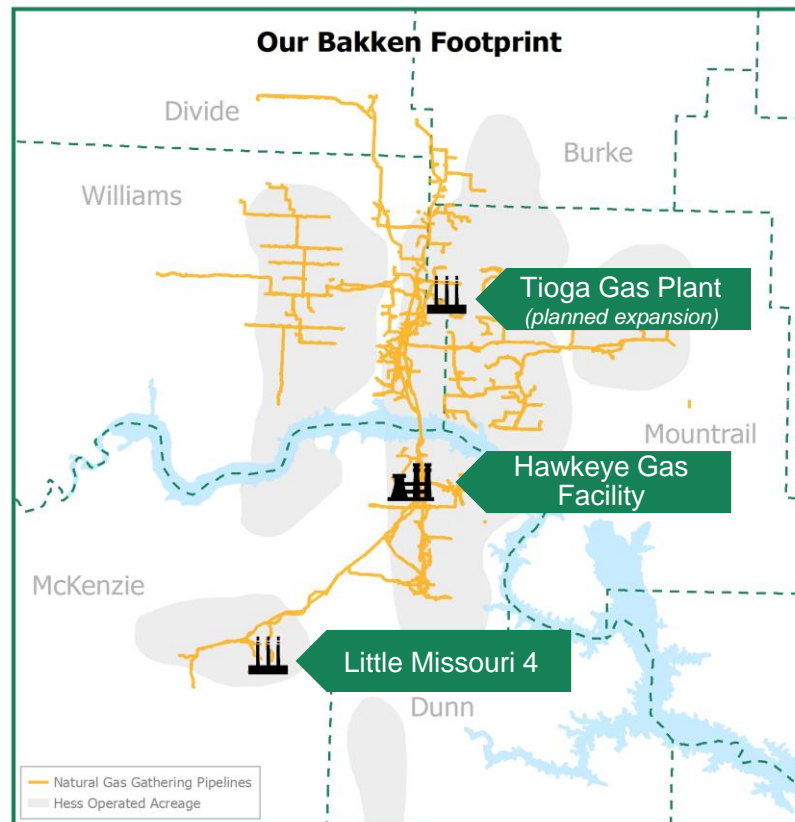 Our Bakken Footprint
Divide
Burke
Williams
Tioga Gas Plant
(planned expansion)
Mountrail
Hawkeye Gas
Facility
McKenzie
Little Missouri 4
Dunn
Natural Gas Gathering Pipelines
Hess Operated Acreage